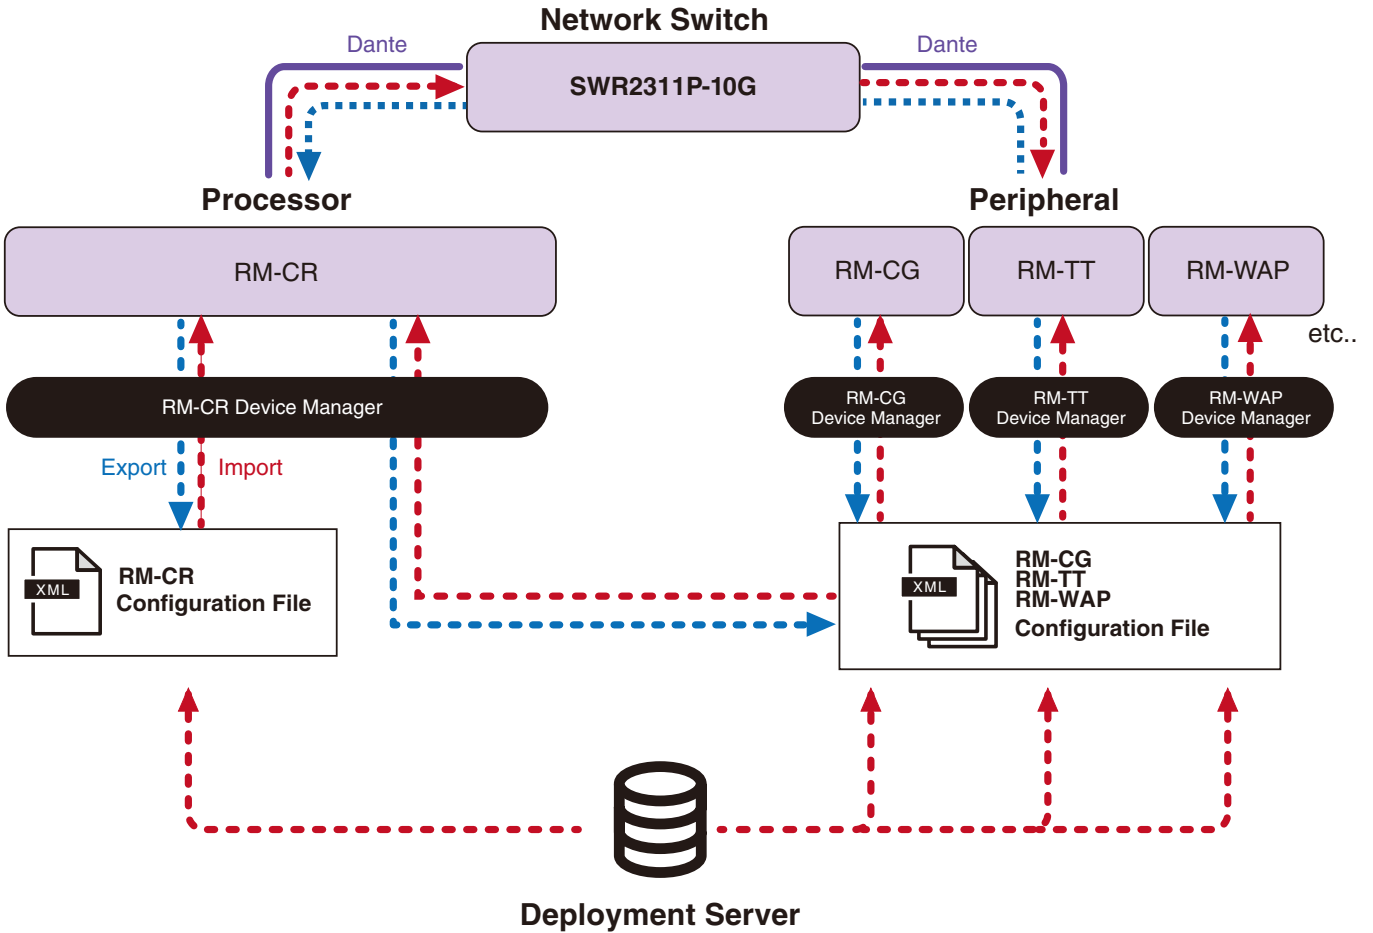 Network Switch
Dante
Dante
SWR2311P-10G
Processor
Peripheral
RM-CR
RM-CG
RM-TT
RM-WAP
etc..
RM-CR Device Manager
RM-CG
Device Manager
RM-TT
Device Manager
RM-WAP
Device Manager
Export
Import
XML
RM-CR
Configuration File
XML
RM-CG
RM-TT
RM-WAP
Configuration File
Deployment Server